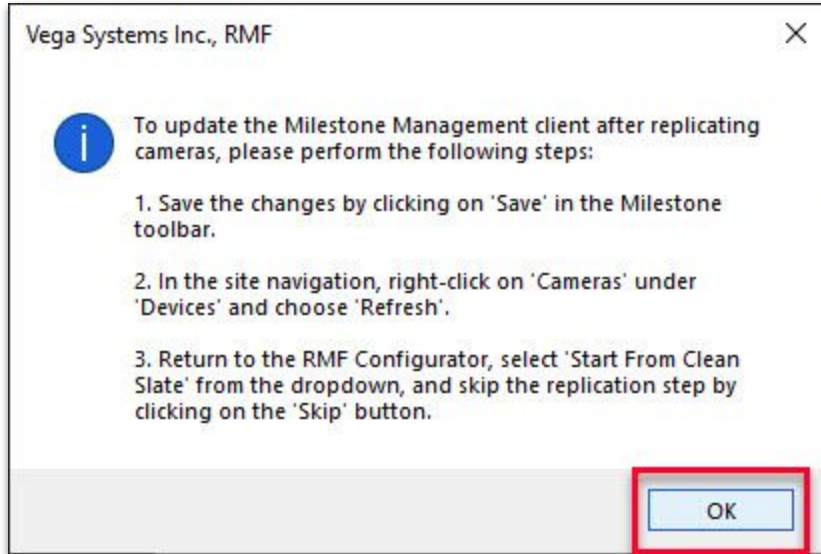 Vega Systems Inc., RMF
To update the Milestone Management client after replicating
cameras, please perform the following steps:
1. Save the changes by clicking on 'Save' in the Milestone
toolbar.
2. In the site navigation, right-click on 'Cameras' under
'Devices' and choose 'Refresh'.
3. Return to the RMF Configurator, select 'Start From Clean
Slate' from the dropdown, and skip the replication step by
clicking on the 'Skip' button.
OK